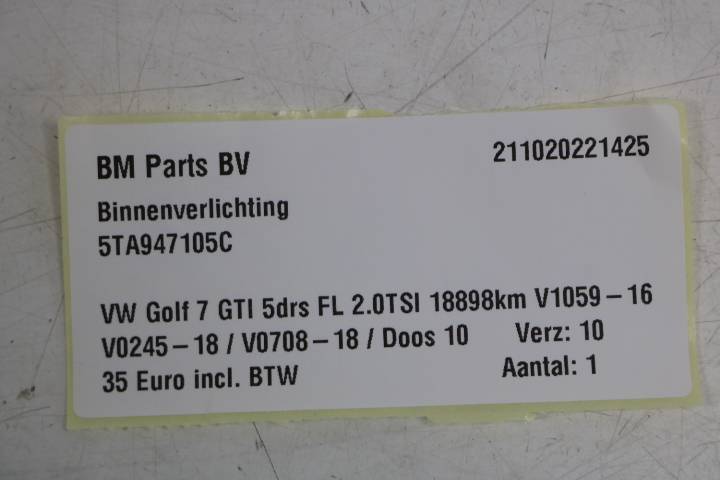 BM Parts BV 211020221425
Binnenverlichting
5TA947105C
VW Golf 7 GTI 5drs FL 2.0TSI 18898km V1059-16
V0245-18 / V0708-18 / Doos 10 Verz: 10
35 Euro incl. BTW Aantal: 1